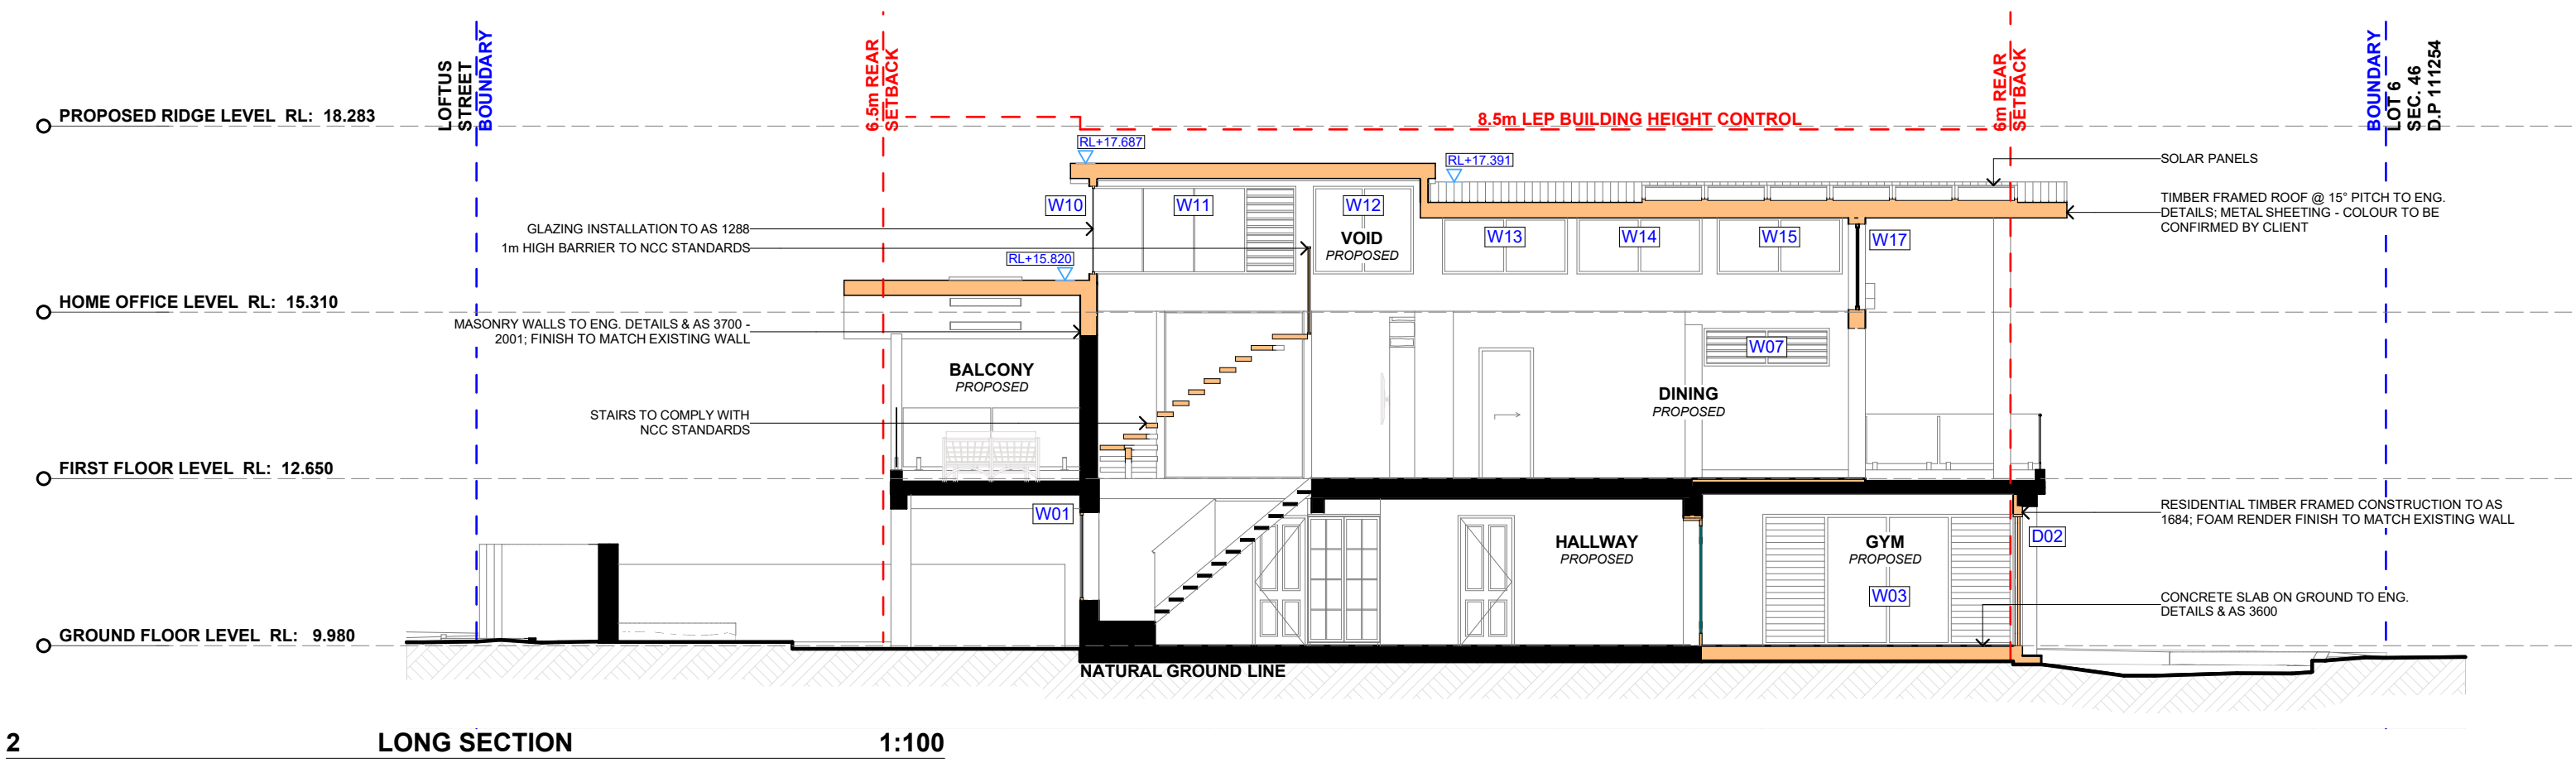 LOFTUS
STREET
BOUNDARY
6.5m REAR
SETBACK
6m REAR
SETBACK
BOUNDARY
LOT 6
SEC. 46
D.P 111254
PROPOSED RIDGE LEVEL RL: 18.283
8.5m LEP BUILDING HEIGHT CONTROL
RL+17.687
RL+17.391
SOLAR PANELS
TIMBER FRAMED ROOF @ 15° PITCH TO ENG.
DETAILS; METAL SHEETING - COLOUR TO BE
CONFIRMED BY CLIENT
W10
W11
W12
GLAZING INSTALLATION TO AS 1288
1m HIGH BARRIER TO NCC STANDARDS
VOID
PROPOSED
W13
W14
W15
W17
RL+15.820
HOME OFFICE LEVEL RL: 15.310
MASONRY WALLS TO ENG. DETAILS & AS 3700 -
2001; FINISH TO MATCH EXISTING WALL
W07
BALCONY
PROPOSED
DINING
PROPOSED
STAIRS TO COMPLY WITH
NCC STANDARDS
FIRST FLOOR LEVEL RL: 12.650
W01
RESIDENTIAL TIMBER FRAMED CONSTRUCTION TO AS
1684; FOAM RENDER FINISH TO MATCH EXISTING WALL
HALLWAY
PROPOSED
GYM
PROPOSED
D02
W03
CONCRETE SLAB ON GROUND TO ENG.
DETAILS & AS 3600
GROUND FLOOR LEVEL RL: 9.980
NATURAL GROUND LINE
2 LONG SECTION 1:100